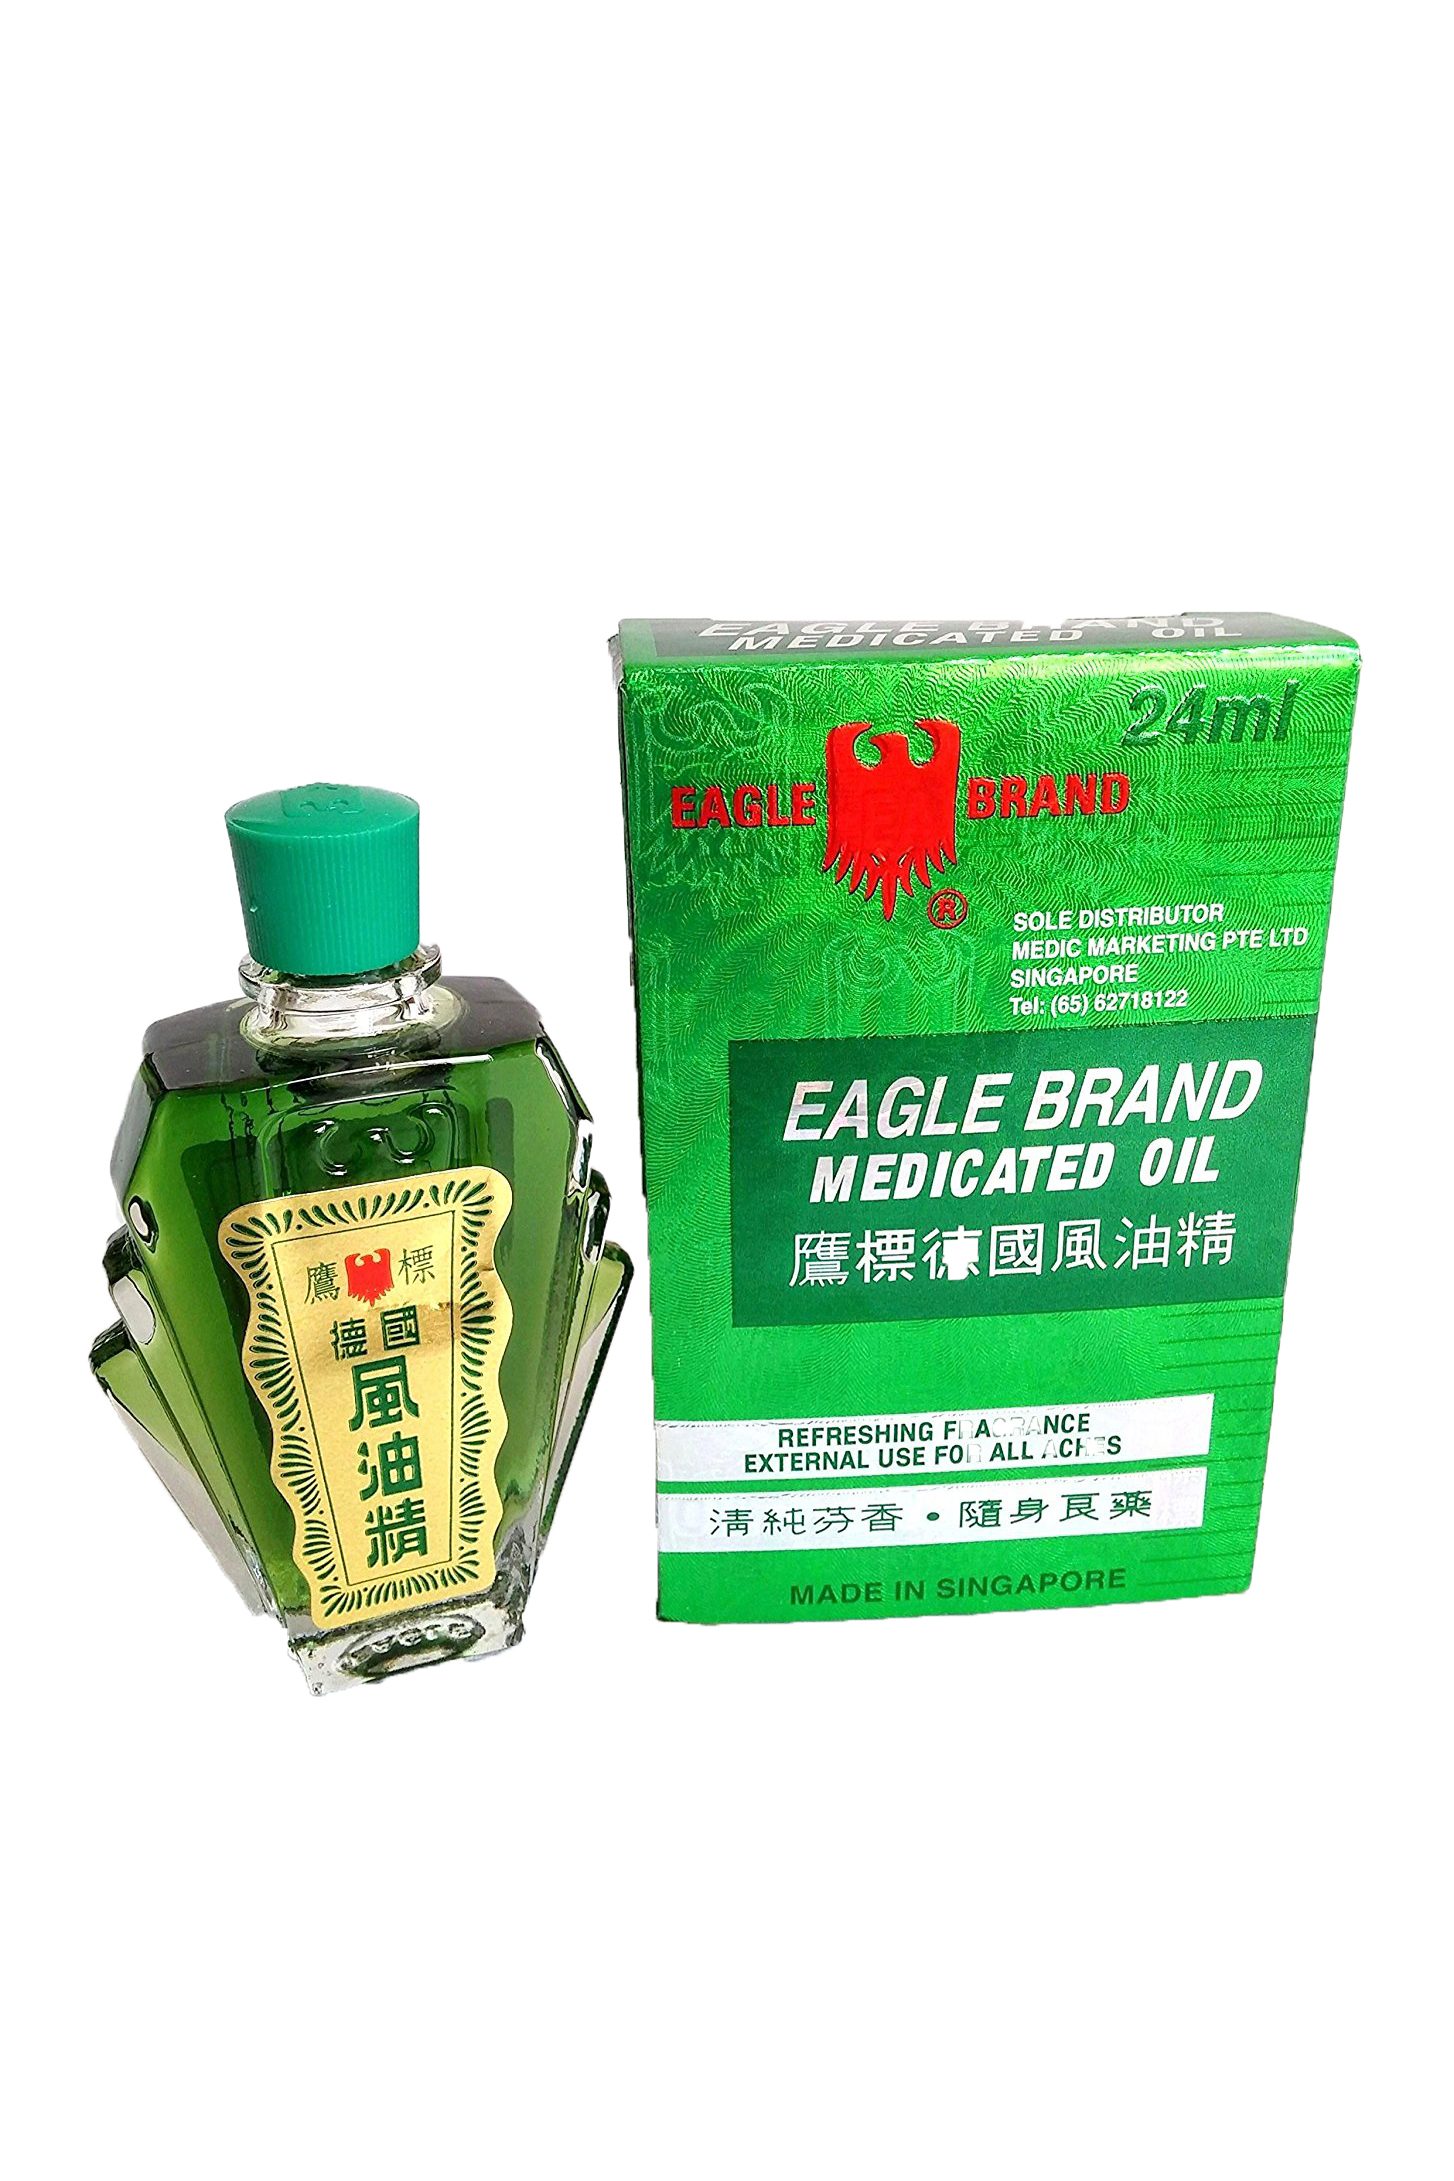 鷹 標
德國
風
油
精
EAGLE
EAGLE BRAND
MEDICATED OIL
24ml
EAGLE BRAND
®
SOLE DISTRIBUTOR
MEDIC MARKETING PTE LTD
SINGAPORE
Tel: (65) 62718122
EAGLE BRAND
MEDICATED OIL
鷹標德國風油精
REFRESHING FRAGRANCE
EXTERNAL USE FOR ALL ACHES
清純芬香・隨身良藥
MADE IN SINGAPORE